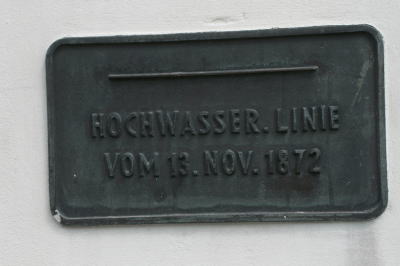 HOCHWASSER. LINIE
VOM 13. NOV. 1872